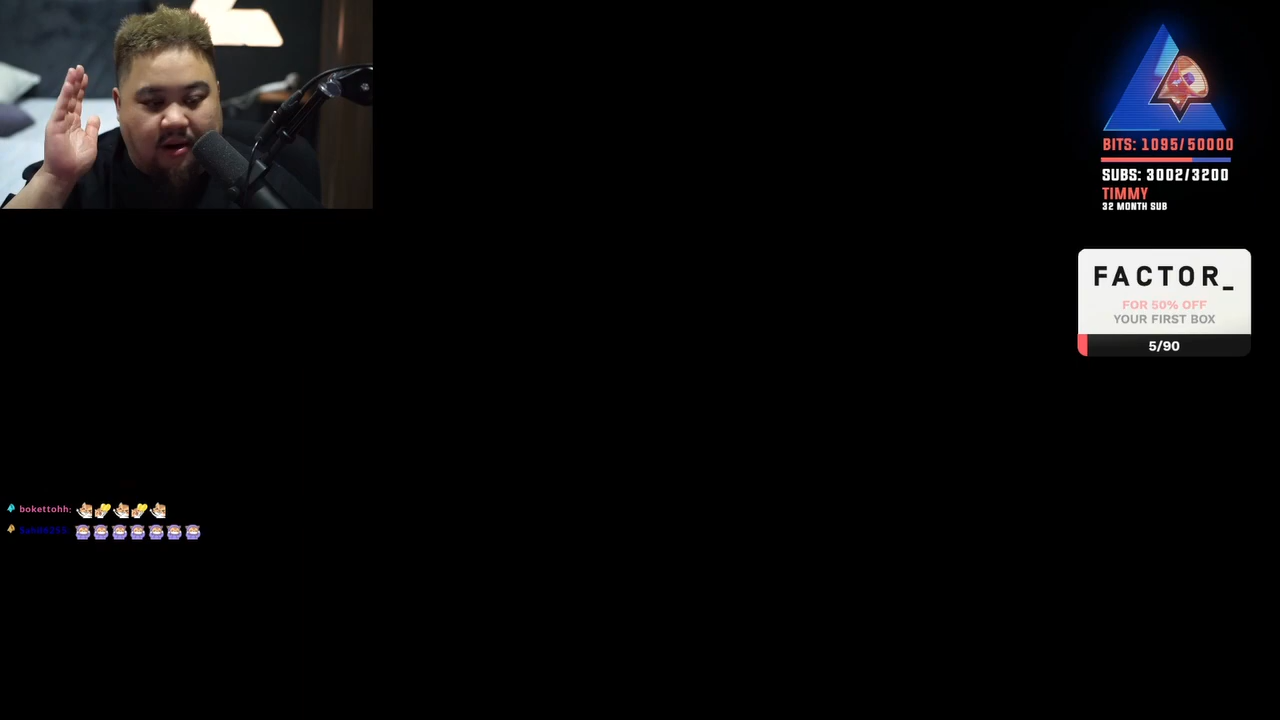 BITS: 1095/50000
SUBS: 3002/3200
TIMMY
32 MONTH SUB
FACTOR_
FOR 50% OFF
YOUR FIRST BOX
5/90
bokettohh: